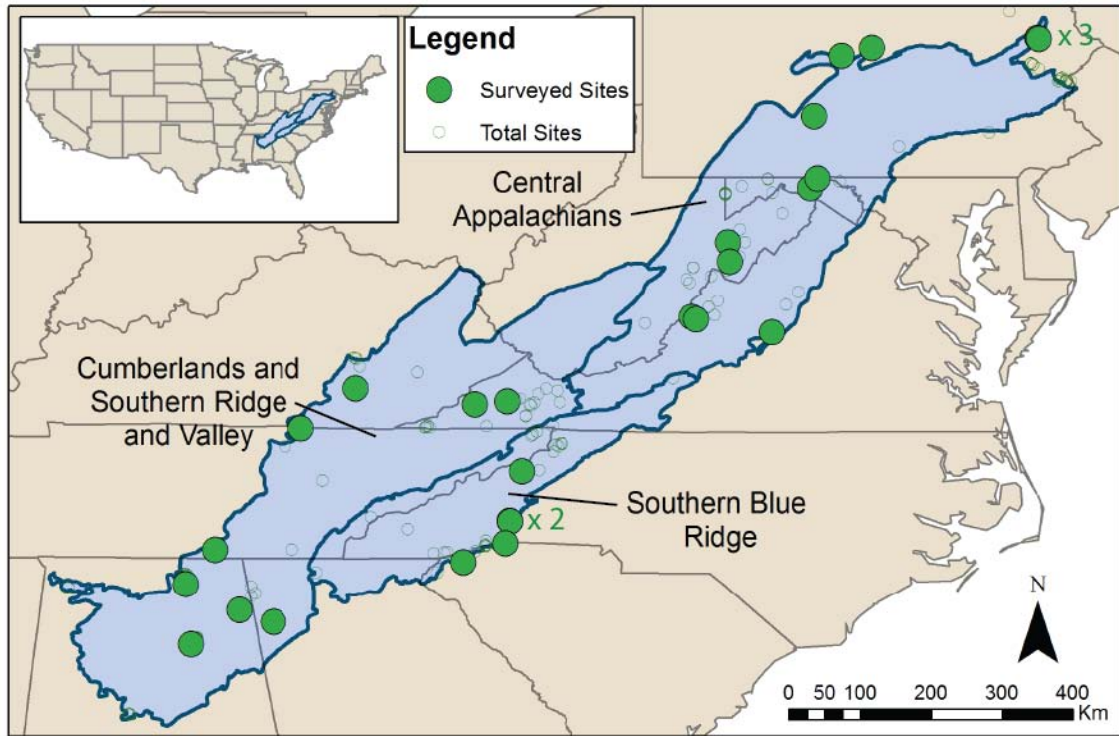 Legend
Surveyed Sites
Total Sites
x 3
Central
Appalachians
Cumberlands and
Southern Ridge
and Valley
x 2
Southern Blue
Ridge
N
0 50 100 200 300 400
Km